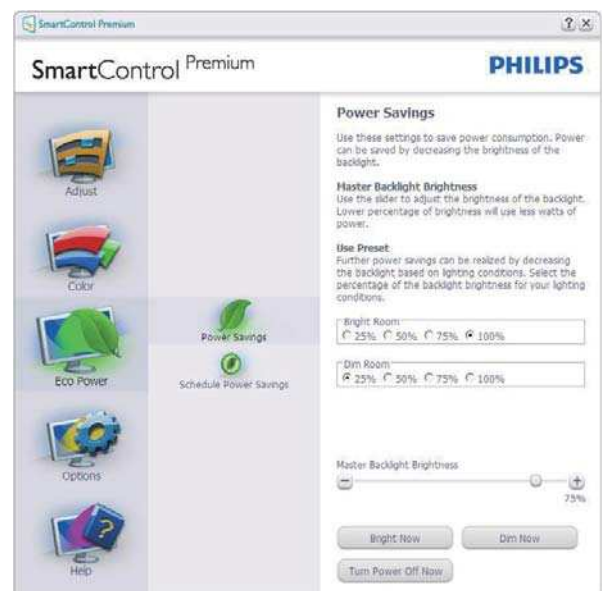 SmartControl Premium
? X
SmartControl Premium
PHILIPS
Adjust
Color
Eco Power
Options
Help
Power Savings
Schedule Power Savings
Power Savings
Use these settings to save power consumption. Power
can be saved by decreasing the brightness of the
backlight.
Master Backlight Brightness
Use the slider to adjust the brightness of the backlight.
Lower percentage of brightness will use less watts of
power.
Use Preset
Further power savings can be realized by decreasing
the backlight based on lighting conditions. Select the
percentage of the backlight brightness for your lighting
conditions.
Bright Room
25% 50% 75% 100%
Dim Room
25% 50% 75% 100%
Master Backlight Brightness
75%
Bright Now Dim Now
Turn Power Off Now